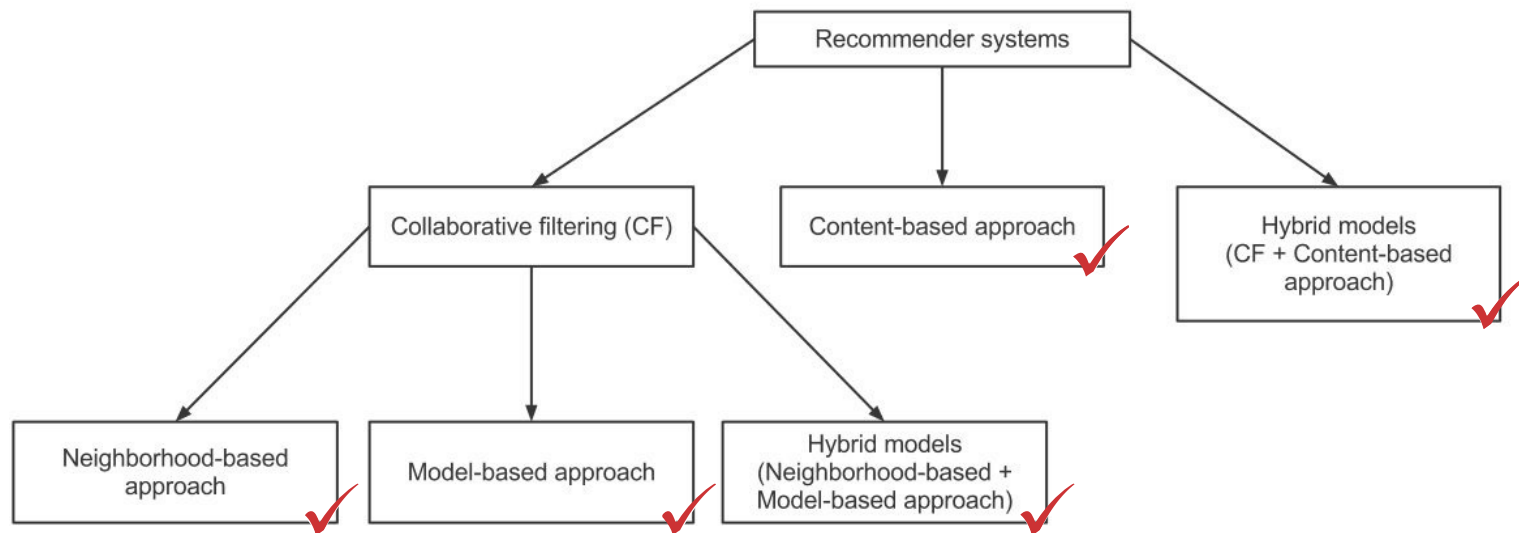 Recommender systems
Collaborative filtering (CF)
Content-based approach
Hybrid models
(CF + Content-based
approach)
Neighborhood-based
approach
Model-based approach
Hybrid models
(Neighborhood-based +
Model-based approach)